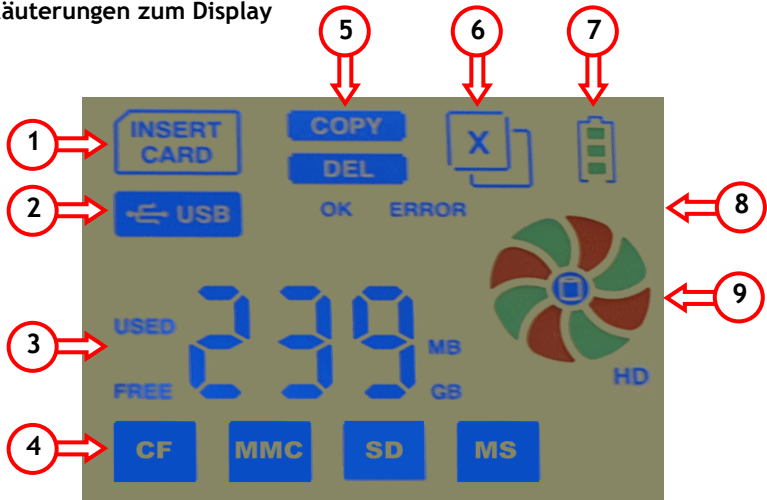 äuterungen zum Display
5 6 7
1 INSERT CARD
COPY
DEL
X
2 USB
OK ERROR
8
9
3 USED
239
MB
FREE
GB
HD
4 CF MMC SD MS